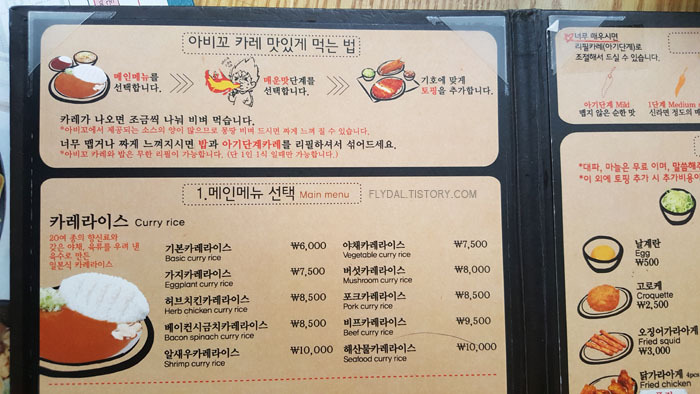 아비꼬 카레 맛있게 먹는 법
메인메뉴를
선택합니다.
매운맛단계를
선택합니다.
기호에 맞게
토핑을 추가합니다.
카레가 나오면 조금씩 나눠 비벼 먹습니다.
*아비꼬에서 제공되는 소스의 양이 많으므로 몽땅 비벼 드시면 짜게 느껴 질 수 있습니다.
너무 맵거나 짜게 느껴지시면 밥과 아기단계카레를 리필하셔서 섞어드세요.
*아비꼬 카레와 밥은 무한 리필이 가능합니다. (단 1인 1식 일때만 가능합니다.)
1.메인메뉴 선택 Main menu
FLYDAL.TISTORY.COM
카레라이스 Curry rice
20여 종의 향신료와
갖은 야채, 육류를 우려 낸
육수로 만든
일본식 카레라이스
기본카레라이스 ₩6,000
Basic curry rice
가지카레라이스 ₩7,500
Eggplant curry rice
허브치킨카레라이스 ₩8,500
Herb chicken curry rice
베이컨시금치카레라이스 ₩8,500
Bacon spinach curry rice
알새우카레라이스 ₩10,000
Shrimp curry rice
야채카레라이스 ₩7,500
Vegetable curry rice
버섯카레라이스 ₩8,000
Mushroom curry rice
포크카레라이스 ₩8,500
Pork curry rice
비프카레라이스 ₩9,500
Beef curry rice
해산물카레라이스 ₩10,000
Seafood curry rice
너무 매우시면
리필카레(아기단계)로
조절해서 드실 수 있습니다.
아기단계 Mild
맵지 않은 순한 맛
1단계 Medium
신라면 정도의
*대파, 마늘은 무료 이며, 말씀해주
*미 외에 토핑 추가 시 추가비용이
날계란
Egg
₩500
고로케
Croquette
₩2,500
오징어가라아게
Fried squid
₩3,000
닭가라아게 4pcs
Fried chicken